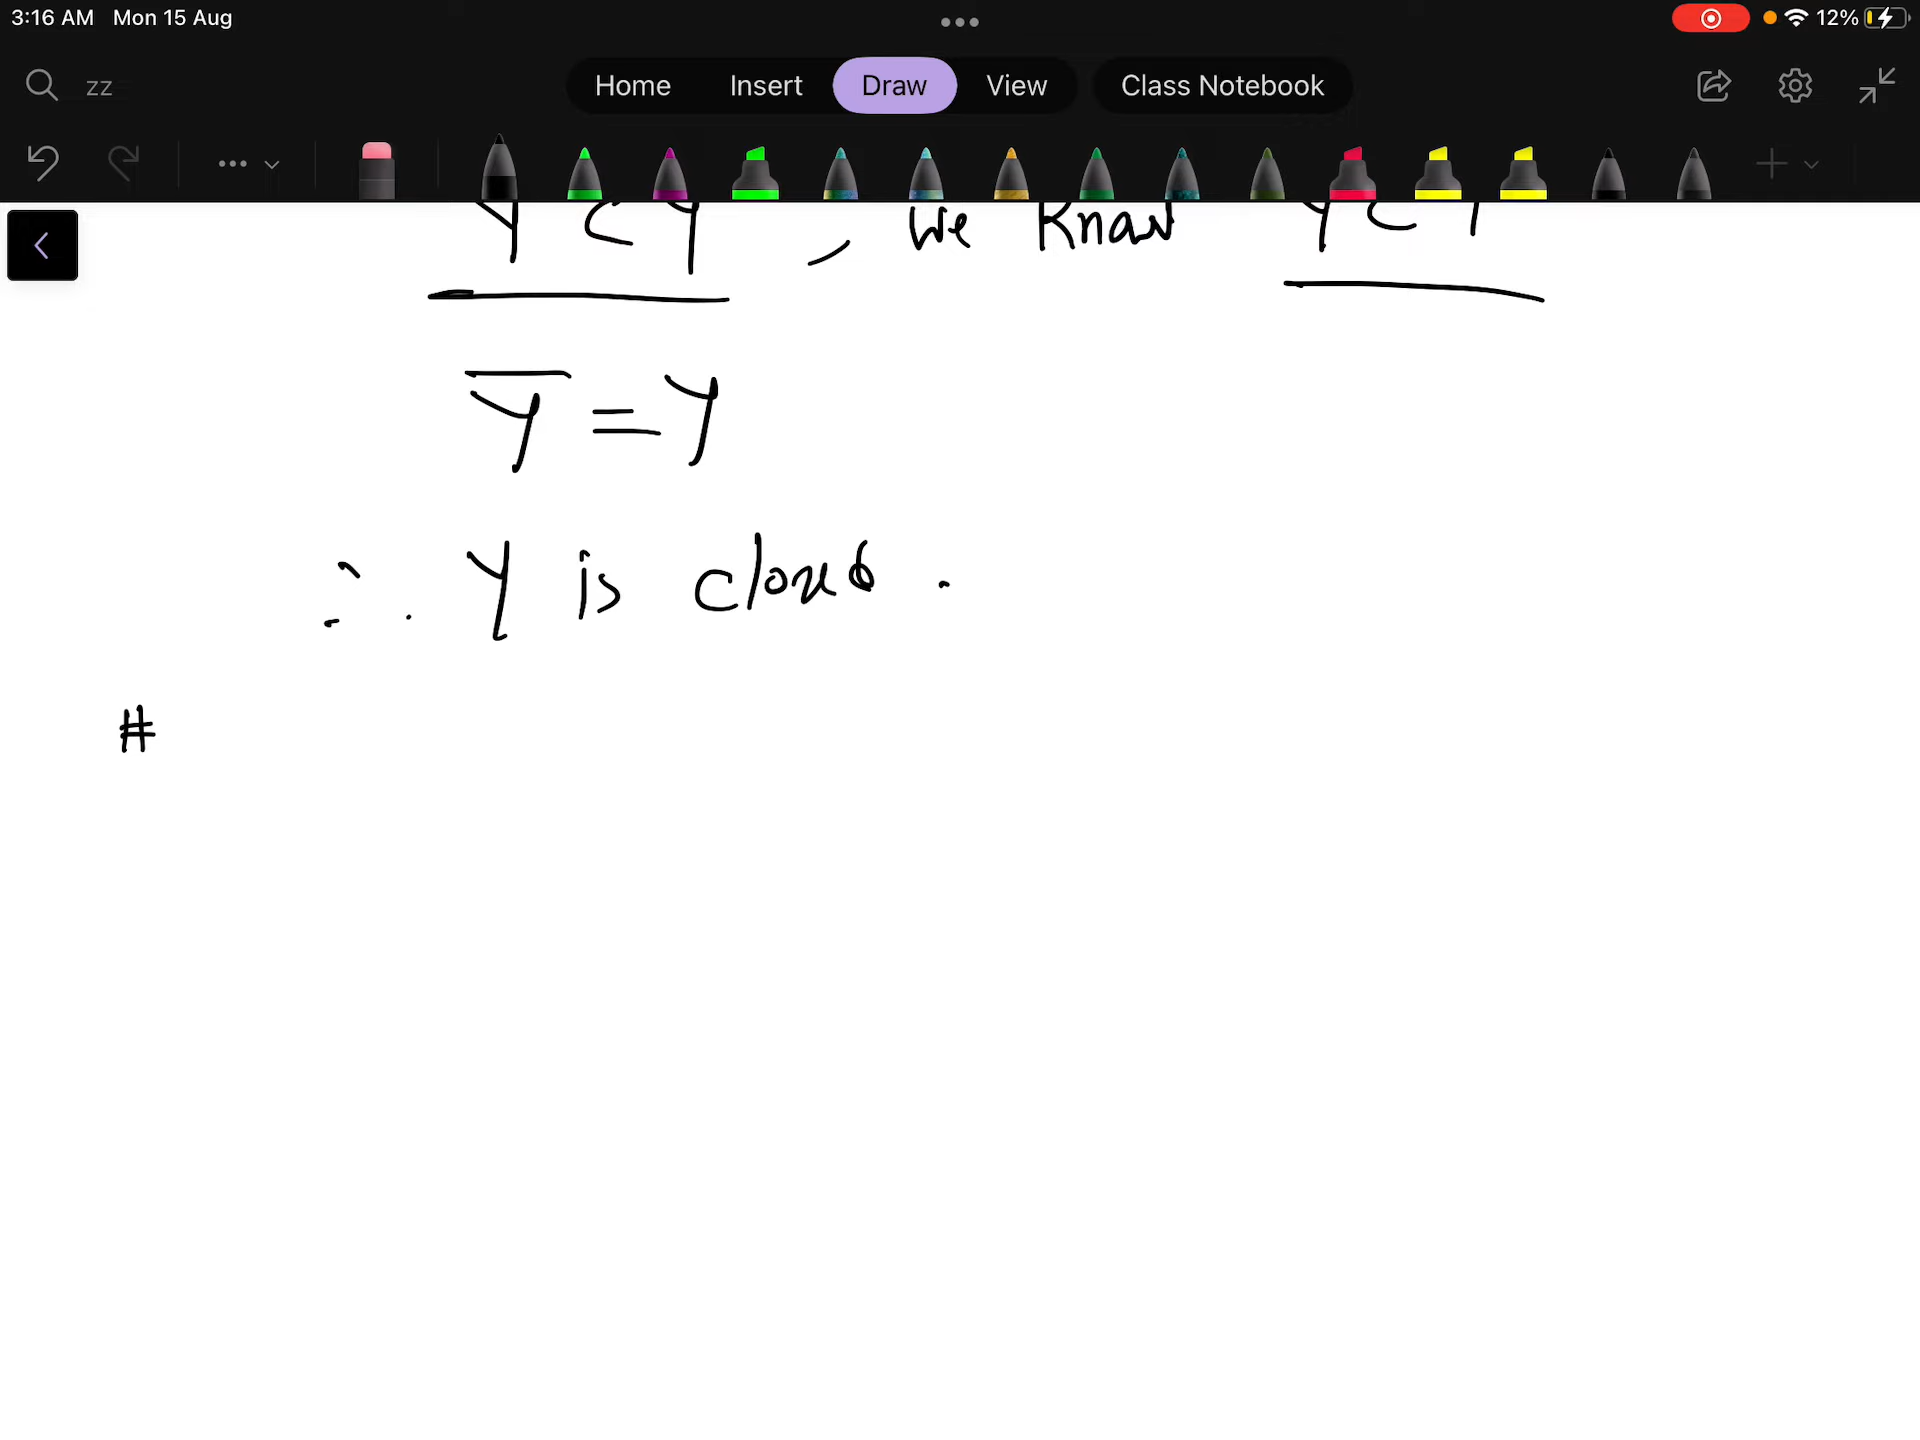 3:16 AM Mon 15 Aug
12%
zz
Home Insert Draw View Class Notebook
Y ⊂ Y , We Know Y ⊂ Y
Y̅ = Y
∴ Y is closed .
#